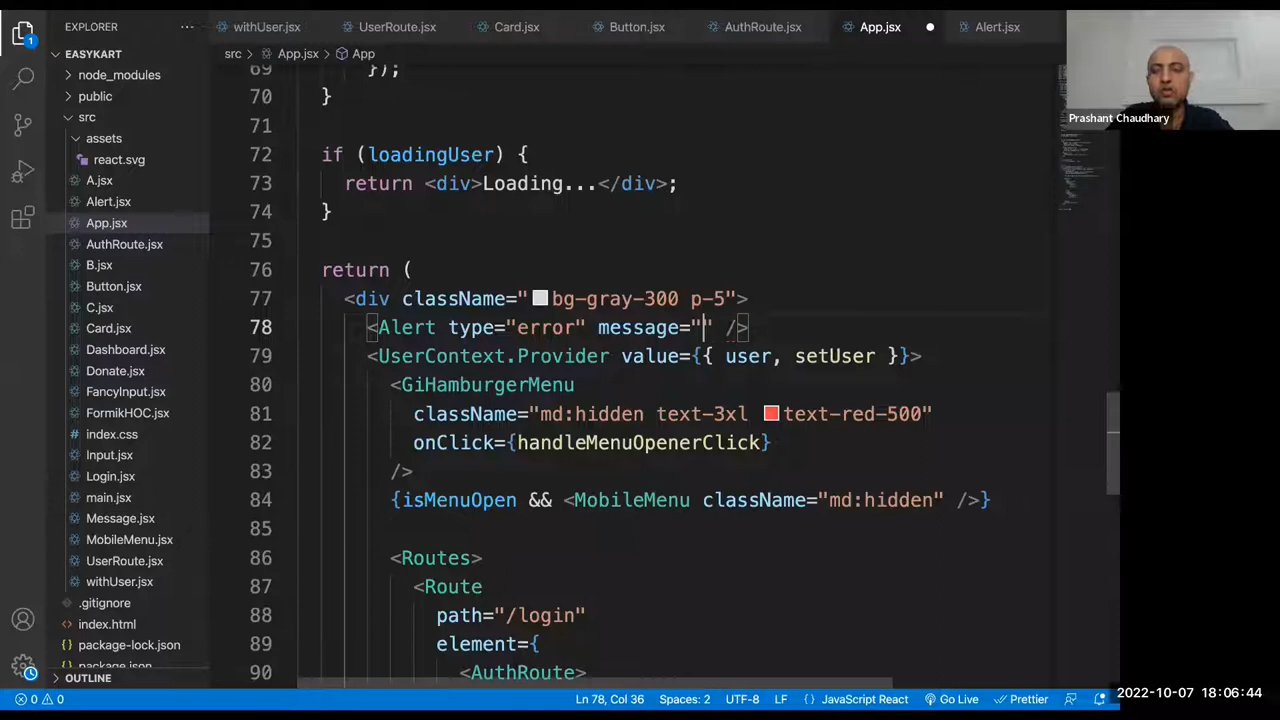 EXPLORER
withUser.jsx
UserRoute.jsx
Card.jsx
Button.jsx
AuthRoute.jsx
App.jsx
Alert.jsx
1
EASYKART
node_modules
public
src
assets
react.svg
A.jsx
Alert.jsx
App.jsx
AuthRoute.jsx
B.jsx
Button.jsx
C.jsx
Card.jsx
Dashboard.jsx
Donate.jsx
FancyInput.jsx
FormikHOC.jsx
index.css
Input.jsx
Login.jsx
main.jsx
Message.jsx
MobileMenu.jsx
UserRoute.jsx
withUser.jsx
.gitignore
index.html
package-lock.json
package.json
OUTLINE
src > App.jsx > App
69 });
70 }
71
72 if (loadingUser) {
73 return <div>Loading...</div>;
74 }
75
76 return (
77 <div className="bg-gray-300 p-5">
78 <Alert type="error" message="" />
79 <UserContext.Provider value={{ user, setUser }}>
80 <GiHamburgerMenu
81 className="md:hidden text-3xl text-red-500"
82 onClick={handleMenuOpenerClick}
83 />
84 {isMenuOpen && <MobileMenu className="md:hidden" />}
85
86 <Routes>
87 <Route
88 path="/login"
89 element={
90 <AuthRoute>
Prashant Chaudhary
0 0
Ln 78, Col 36
Spaces: 2
UTF-8
LF
{} JavaScript React
Go Live
Prettier
2022-10-07 18:06:44